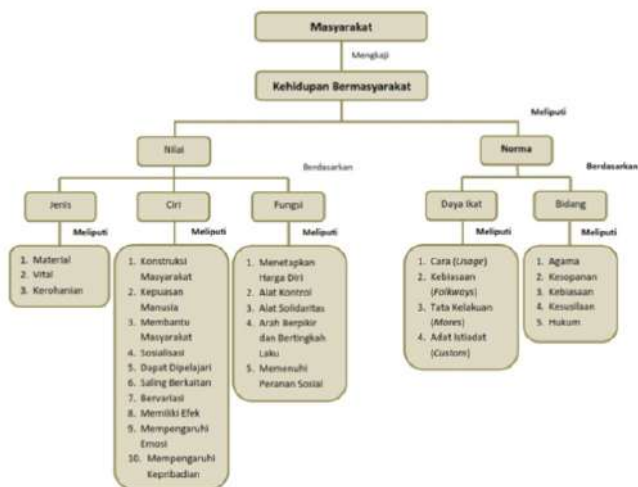 Masyarakat
Mengkaji
Kehidupan Bermasyarakat
Meliputi
Nilai
Norma
Berdasarkan
Berdasarkan
Jenis
Ciri
Fungsi
Daya Ikat
Bidang
Meliputi
Meliputi
Meliputi
Meliputi
Meliputi
1. Material
2. Vital
3. Kerohanian
1. Konstruksi
Masyarakat
2. Kepuasan
Manusia
3. Membantu
Masyarakat
4. Sosialisasi
5. Dapat Dipelajari
6. Saling Berkaitan
7. Bervariasi
8. Memiliki Efek
9. Mempengaruhi
Emosi
10. Mempengaruhi
Kepribadian
1. Menetapkan
Harga Diri
2. Alat Kontrol
3. Alat Solidaritas
4. Arah Berpikir
dan Bertingkah
Laku
5. Memenuhi
Peranan Sosial
1. Cara (Usage)
2. Kebiasaan
(Folkways)
3. Tata Kelakuan
(Mores)
4. Adat Istiadat
(Custom)
1. Agama
2. Kesopanan
3. Kebiasaan
4. Kesusilaan
5. Hukum